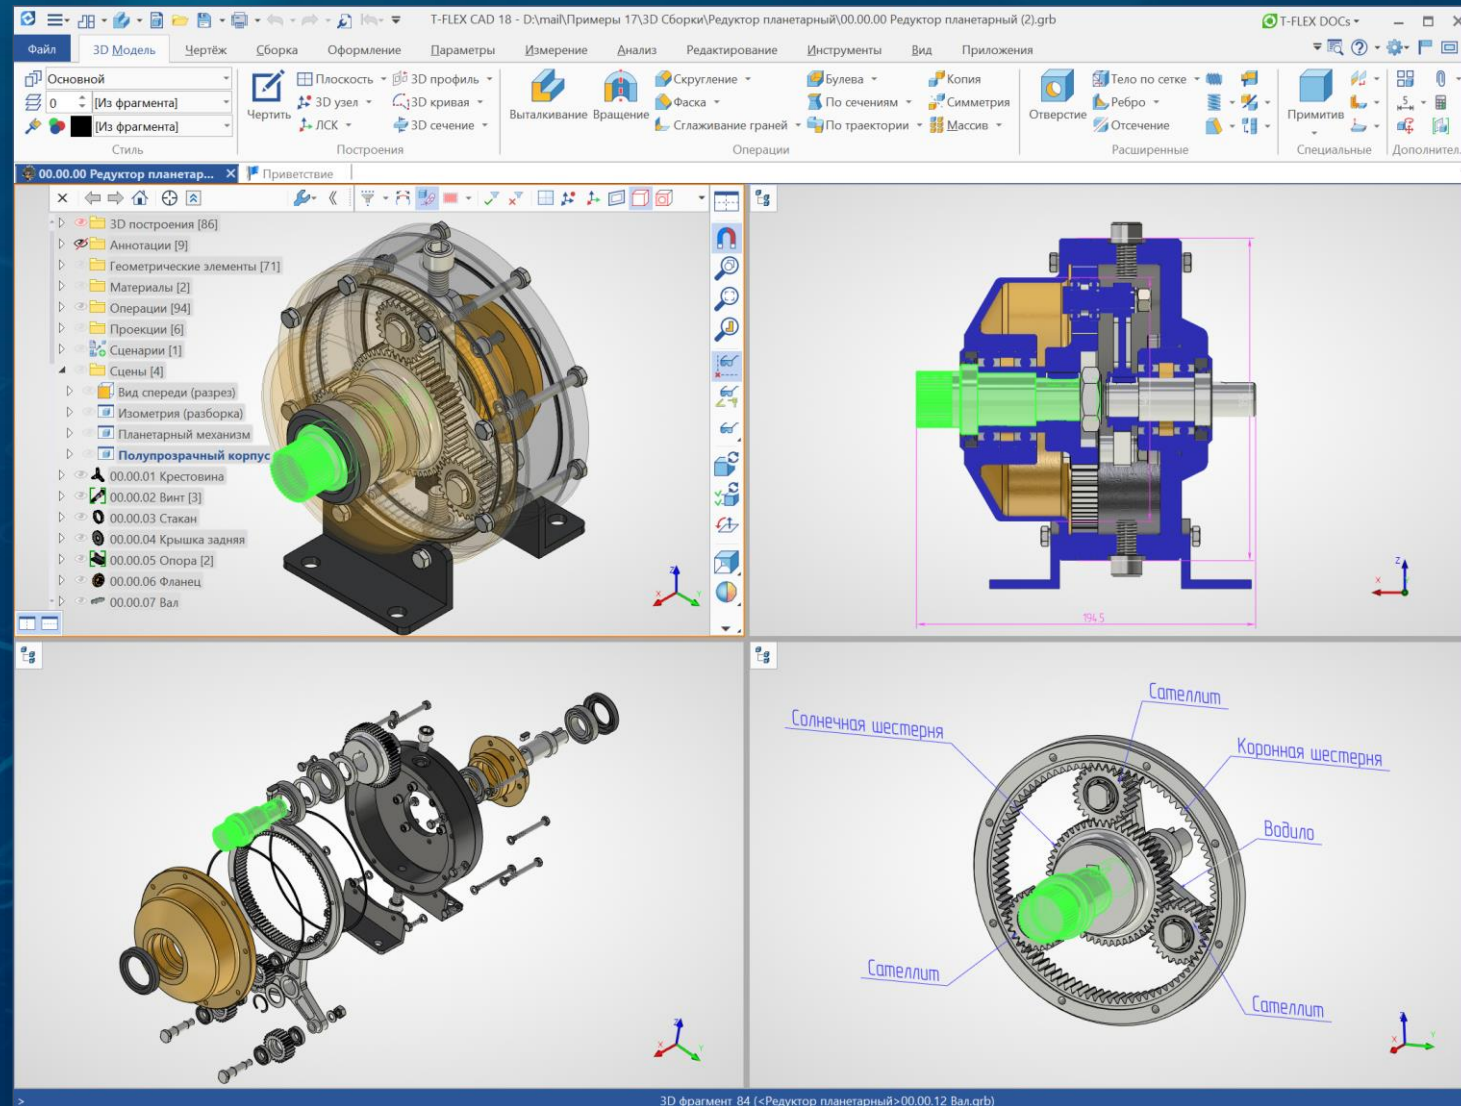 T-FLEX CAD 18 - D:\mail\Примеры 17\3D Сборки\Редуктор планетарный\00.00.00 Редуктор планетарный (2).grb
T-FLEX DOCs
Файл 3D Модель Чертёж Сборка Оформление Параметры Измерение Анализ Редактирование Инструменты Вид Приложения
Основной
0 [Из фрагмента]
[Из фрагмента]
Стиль
Чертить
Плоскость 3D профиль
3D узел 3D кривая
ЛСК 3D сечение
Построения
Выталкивание Вращение
Скругление Булева Копия
Фаска По сечениям Симметрия
Сглаживание граней По траектории Массив
Операции
Отверстие
Тело по сетке
Ребро
Отсечение
Расширенные
Примитив
Специальные
5
Дополнител.
00.00.00 Редуктор планетар... Приветствие
3D построения [86]
Аннотации [9]
Геометрические элементы [71]
Материалы [2]
Операции [94]
Проекции [6]
Сценарии [1]
Сцены [4]
Вид спереди (разрез)
Изометрия (разборка)
Планетарный механизм
Полупрозрачный корпус
00.00.01 Крестовина
00.00.02 Винт [3]
00.00.03 Стакан
00.00.04 Крышка задняя
00.00.05 Опора [2]
00.00.06 Фланец
00.00.07 Вал
Z
X
Y
194.5
Z
X
Z
X
Y
Сателлит
Солнечная шестерня
Коронная шестерня
Водило
Сателлит
Сателлит
X
Y
> 3D фрагмент 84 (<Редуктор планетарный>00.00.12 Вал.grb)